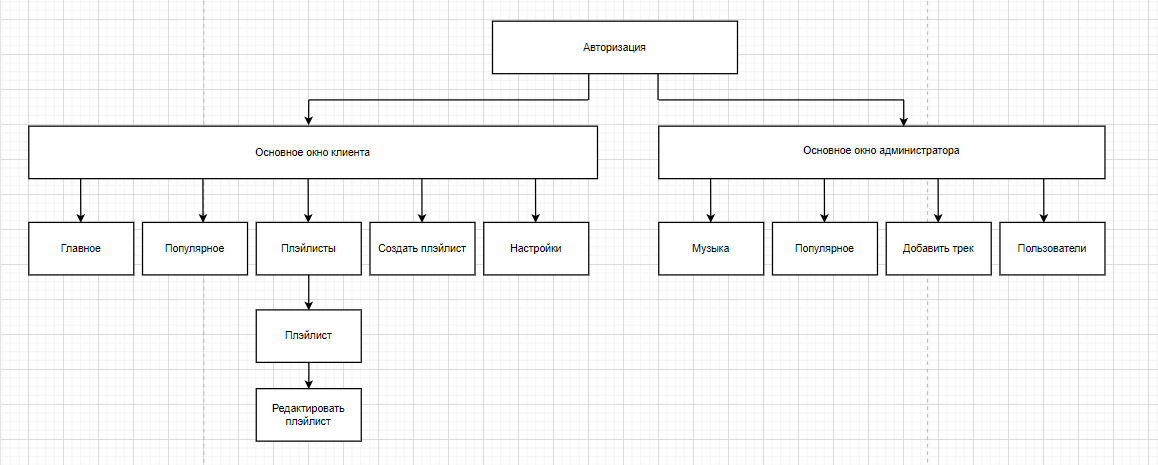 Авторизация
Основное окно клиента
Основное окно администратора
Главное
Популярное
Плэйлисты
Создать плэйлист
Настройки
Музыка
Популярное
Добавить трек
Пользователи
Плэйлист
Редактировать
плэйлист